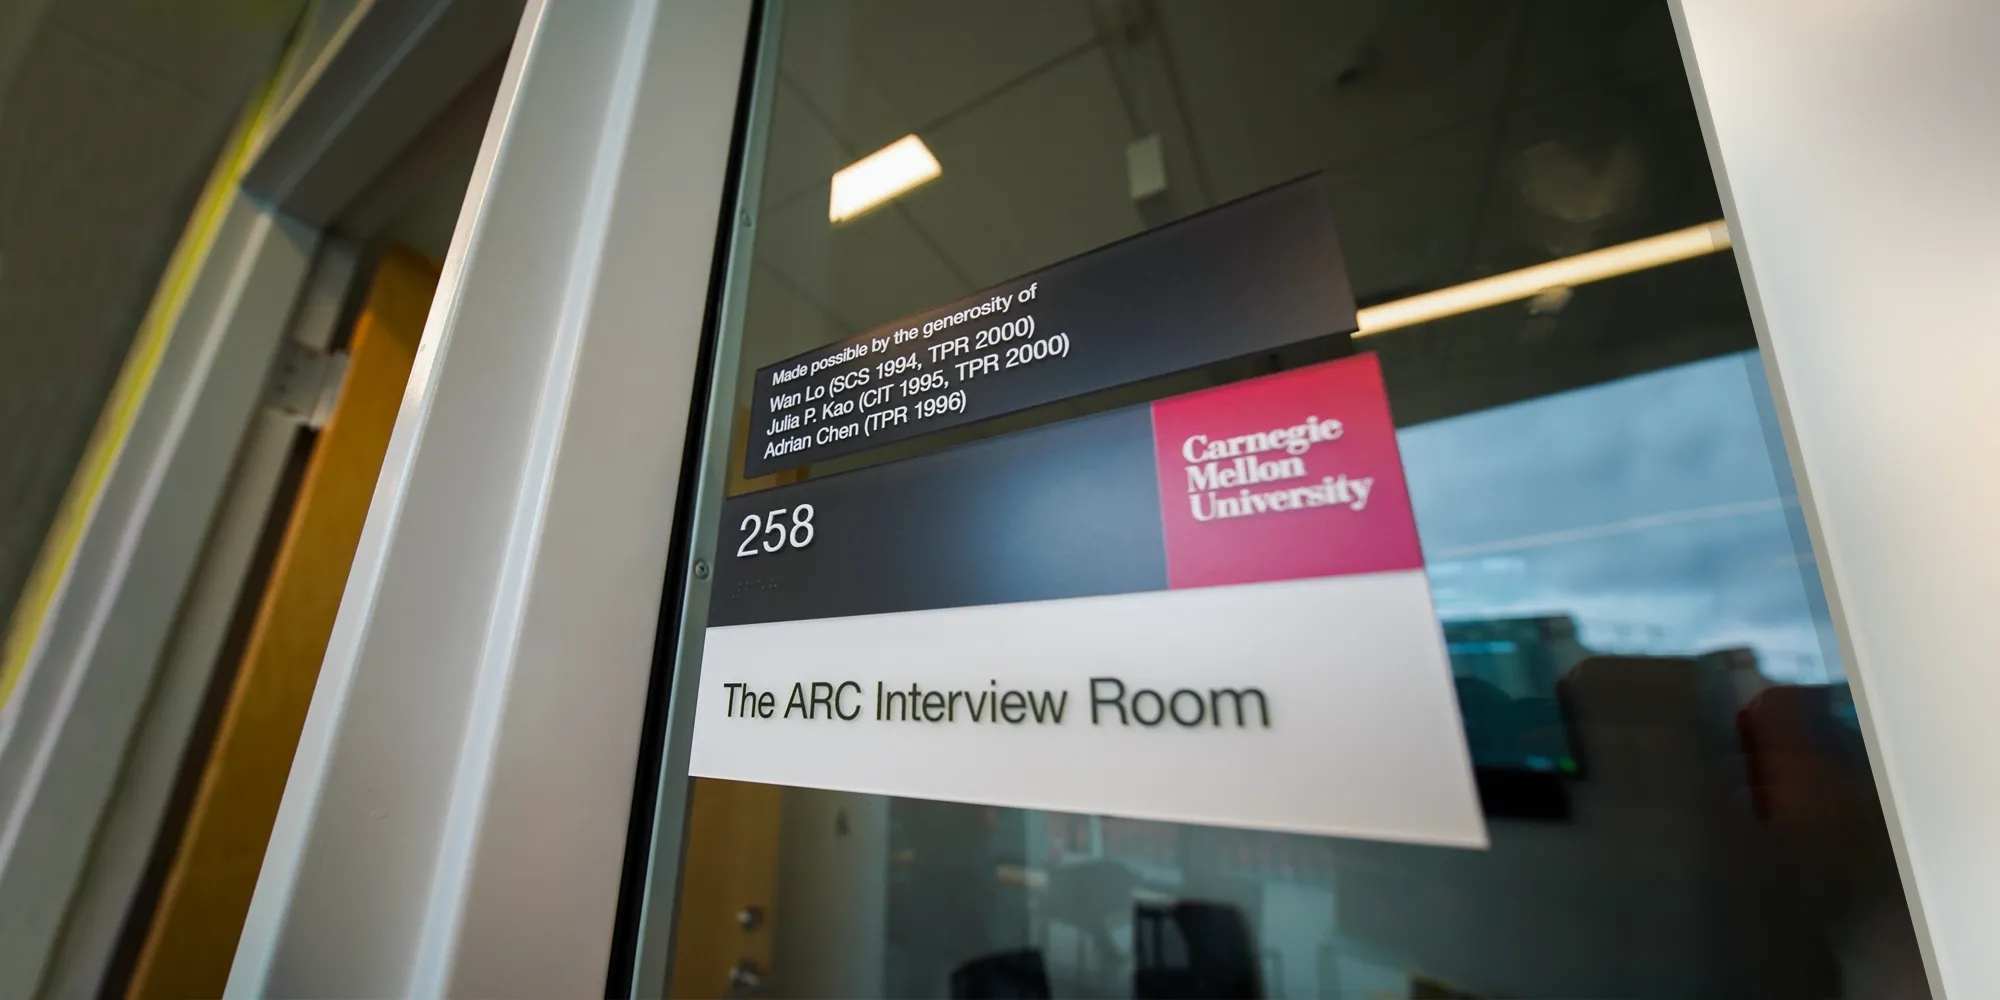 Made possible by the generosity of
Wan Lo (SCS 1994, TPR 2000)
Julia P. Kao (CIT 1995, TPR 2000)
Adrian Chen (TPR 1996)
258
Carnegie
Mellon
University
The ARC Interview Room